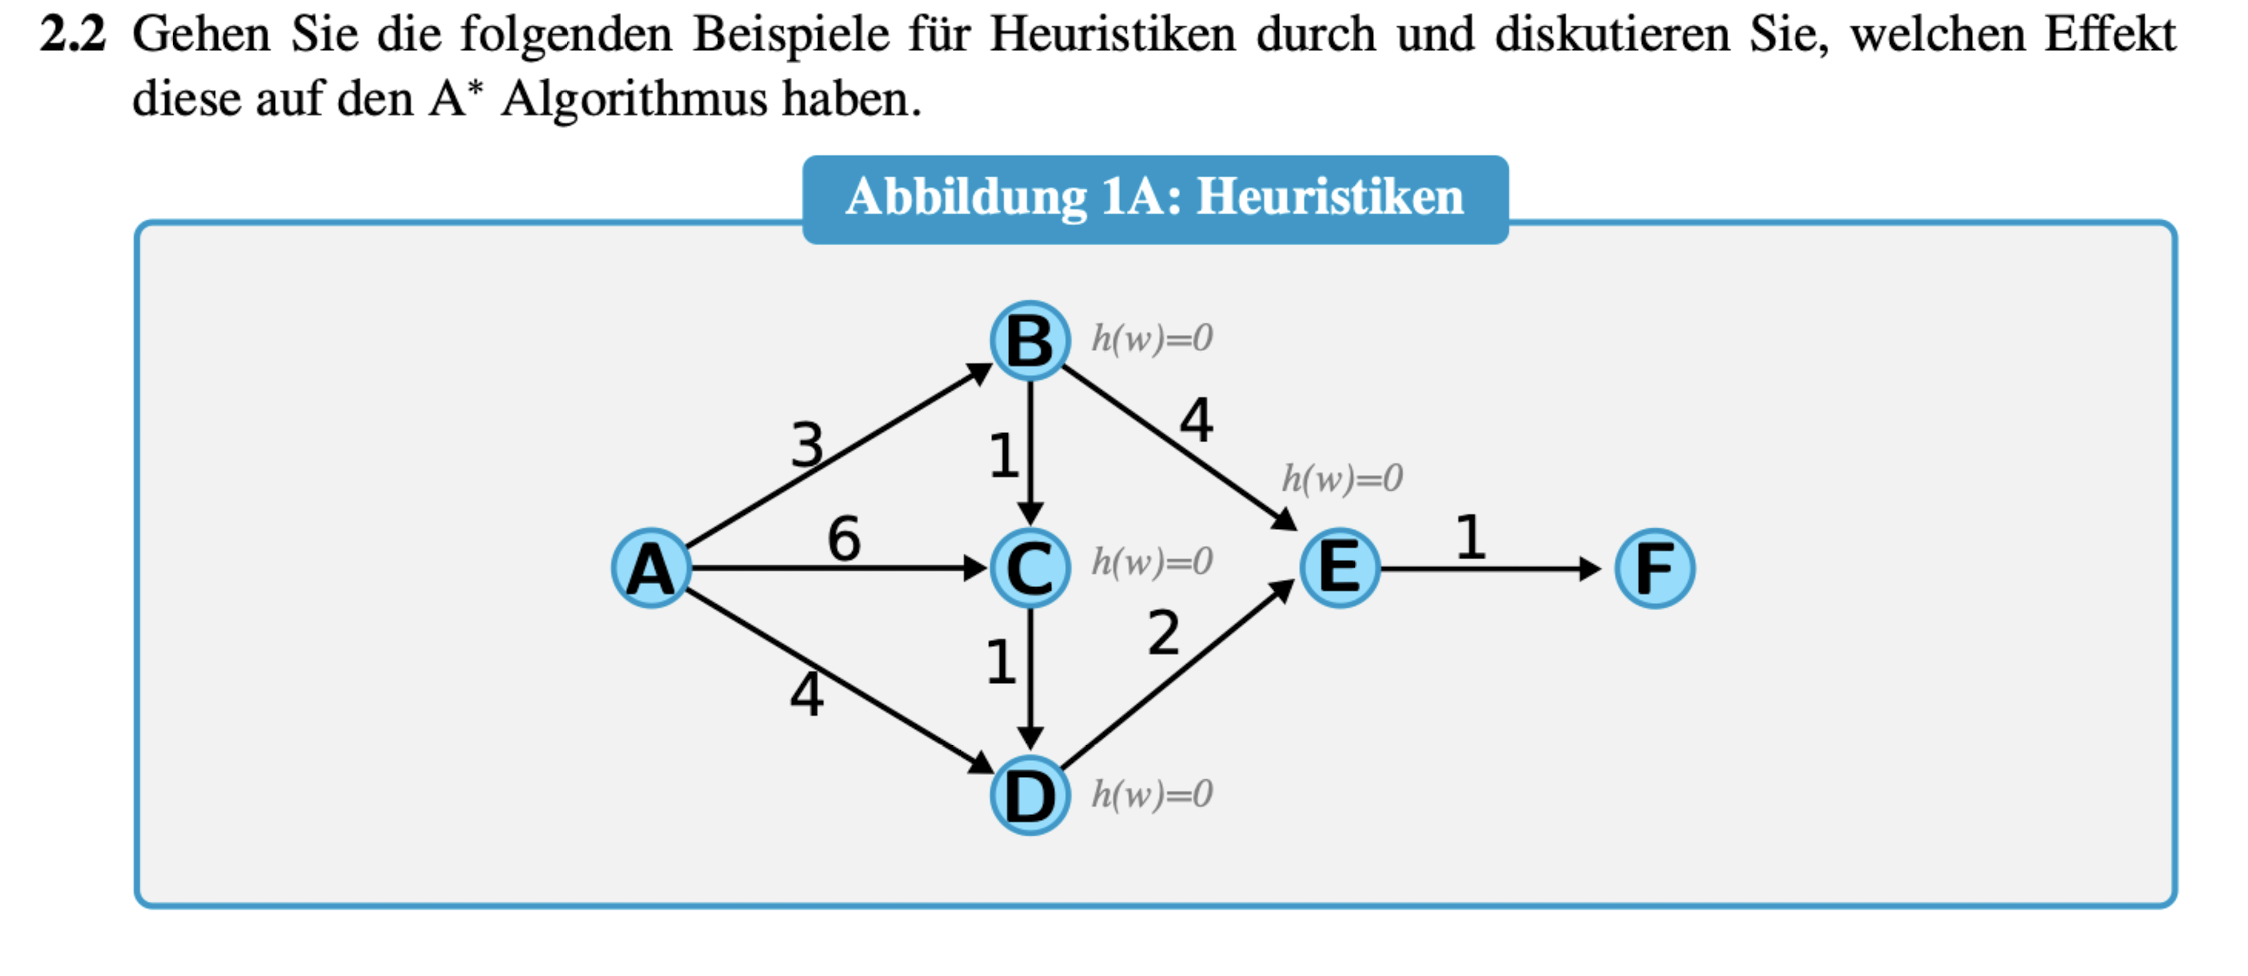 2.2 Gehen Sie die folgenden Beispiele für Heuristiken durch und diskutieren Sie, welchen Effekt
diese auf den A* Algorithmus haben.
Abbildung 1A: Heuristiken
B h(w)=0
3
1
4
h(w)=0
A
6
C h(w)=0
E
1
F
4
1
2
D h(w)=0